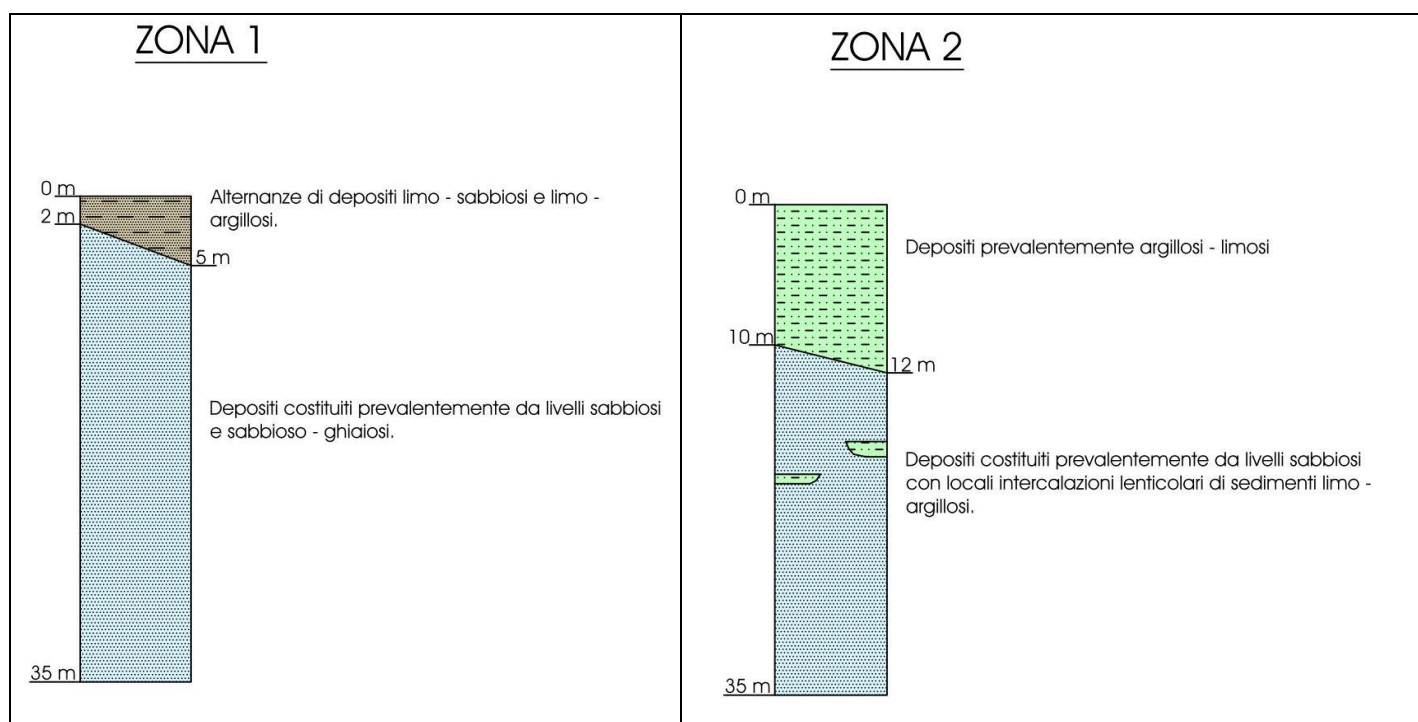 ZONA 1
0 m
Alternanze di depositi limo - sabbiosi e limo -
argillosi.
2 m
5 m
Depositi costituiti prevalentemente da livelli sabbiosi
e sabbioso - ghiaiosi.
35 m
ZONA 2
0 m
Depositi prevalentemente argillosi - limosi
10 m
12 m
Depositi costituiti prevalentemente da livelli sabbiosi
con locali intercalazioni lenticolari di sedimenti limo -
argillosi.
35 m